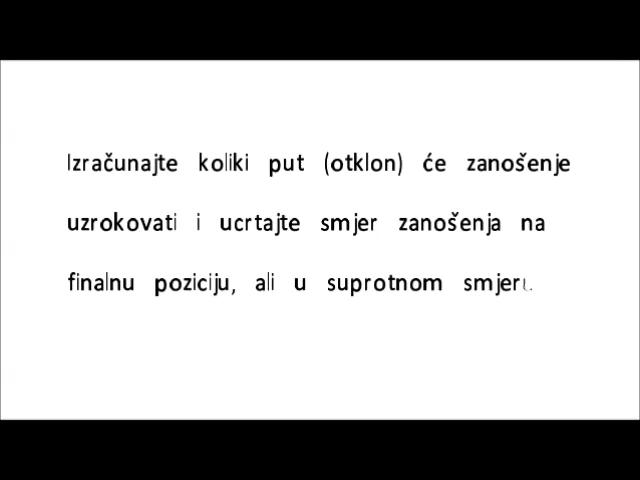 Izračunajte koliki put (otklon) će zanošenje
uzrokovati i ucrtajte smjer zanošenja na
finalnu poziciju, ali u suprotnom smjeru.